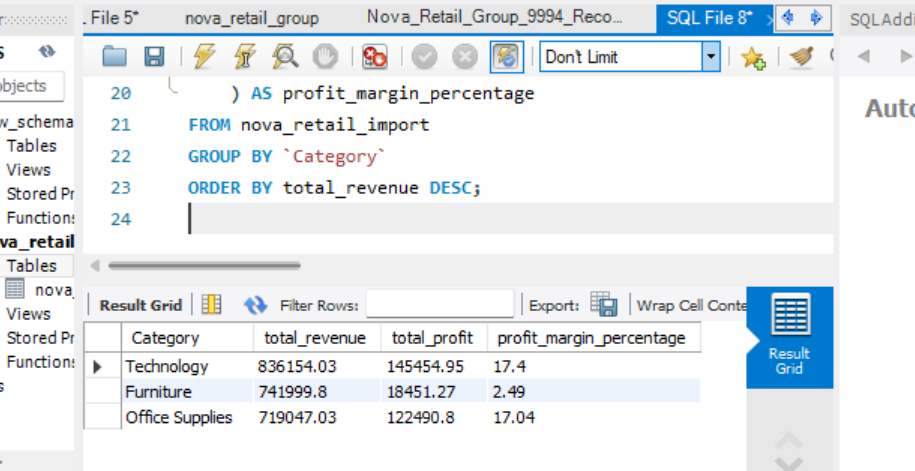 File 5*
nova_retail_group
Nova_Retail_Group_9994_Reco...
SQL File 8*
SQLAddi
Don't Limit
bjects
w_schema
Tables
Views
Stored Pr
Functions
va_retail
Tables
nova_
Views
Stored Pr
Functions
s
20 ) AS profit_margin_percentage
21 FROM nova_retail_import
22 GROUP BY `Category`
23 ORDER BY total_revenue DESC;
24
Auto
Result Grid
Filter Rows:
Export:
Wrap Cell Conte
Category total_revenue total_profit profit_margin_percentage
Technology 836154.03 145454.95 17.4
Furniture 741999.8 18451.27 2.49
Office Supplies 719047.03 122490.8 17.04
Result
Grid